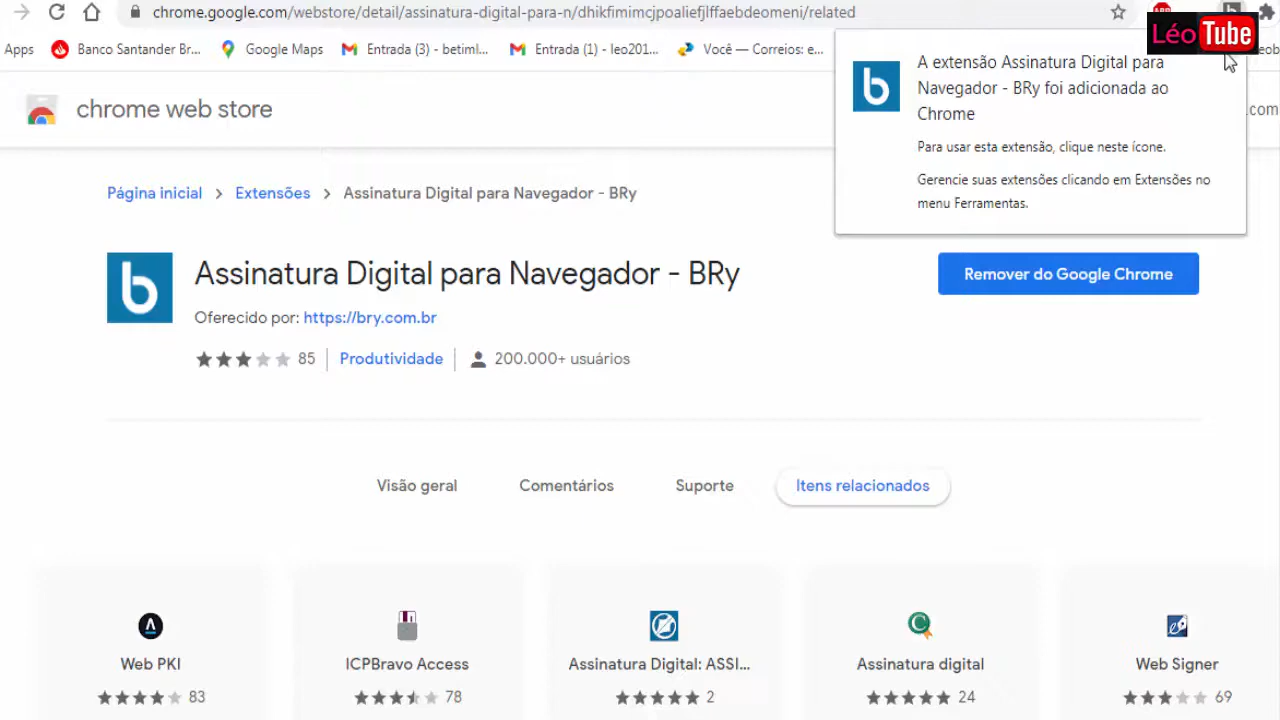 chrome.google.com/webstore/detail/assinatura-digital-para-n/dhikfimimcjpoaliefjlffaebdeomeni/related
Apps Banco Santander Br... Google Maps Entrada (3) - betiml... Entrada (1) - leo201... Você — Correios: e...
LéoTube
A extensão Assinatura Digital para
Navegador - BRy foi adicionada ao
Chrome
Para usar esta extensão, clique neste ícone.
Gerencie suas extensões clicando em Extensões no
menu Ferramentas.
chrome web store
.com
Página inicial > Extensões > Assinatura Digital para Navegador - BRy
b
b
Assinatura Digital para Navegador - BRy
Remover do Google Chrome
Oferecido por: https://bry.com.br
85 Produtividade 200.000+ usuários
Visão geral Comentários Suporte Itens relacionados
Web PKI ICPBravo Access Assinatura Digital: ASSI... Assinatura digital Web Signer
83 78 2 24 69